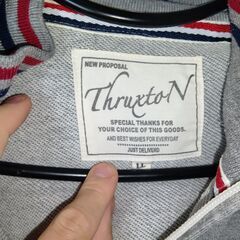 NEW PROPOSAL
ThruxtoN
SPECIAL THANKS FOR
YOUR CHOICE OF THIS GOODS.
AND BEST WISHES FOR EVERYDAY
JUST DELIVERD
LL